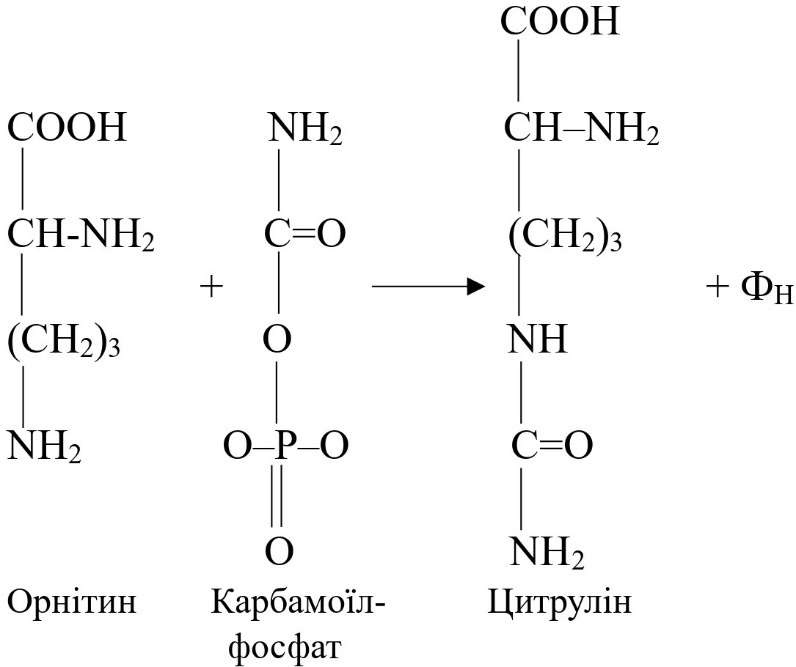 COOH
COOH NH₂ CH–NH₂
CH-NH₂ C=O (CH₂)₃
+ + Фн
(CH₂)₃ O NH
NH₂ O–P–O C=O
O NH₂
Орнітин Карбамоїл- Цитрулін
фосфат